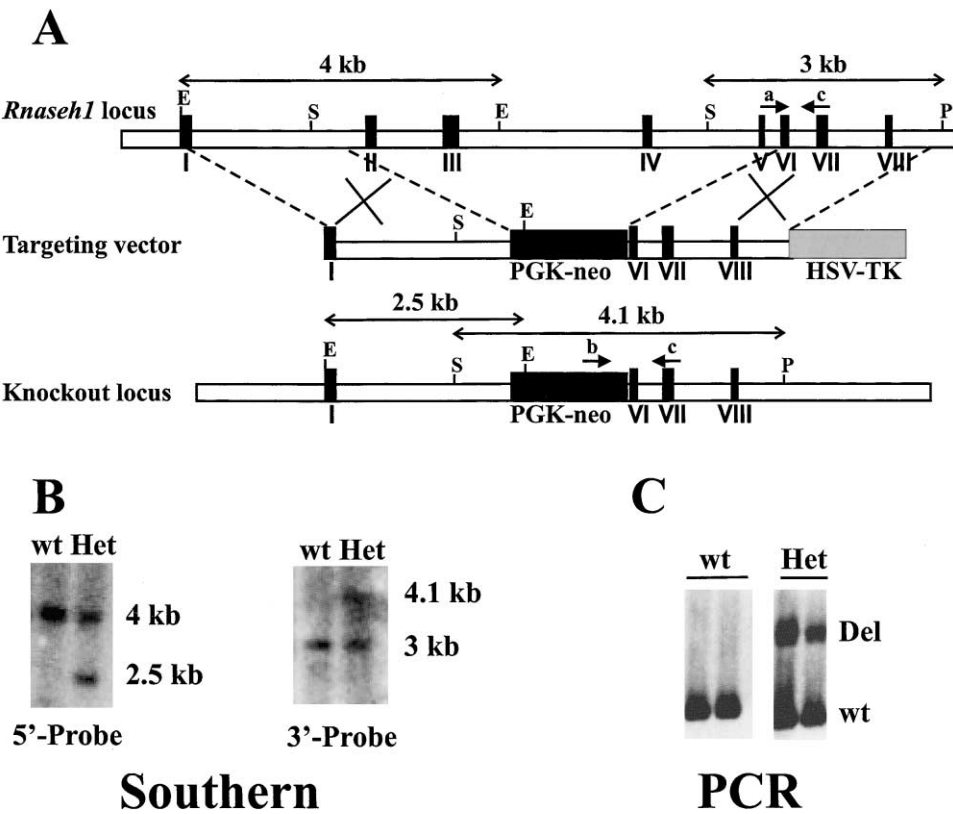 A
4 kb
3 kb
Rnaseh1 locus
E S E S a c P
I II III IV V VI VII VIII
Targeting vector
S E
I PGK-neo VI VII VIII HSV-TK
2.5 kb
4.1 kb
Knockout locus
E S E b c P
I PGK-neo VI VII VIII
B
wt Het
4 kb
2.5 kb
5’-Probe
wt Het
4.1 kb
3 kb
3’-Probe
Southern
C
wt
Het
Del
wt
PCR